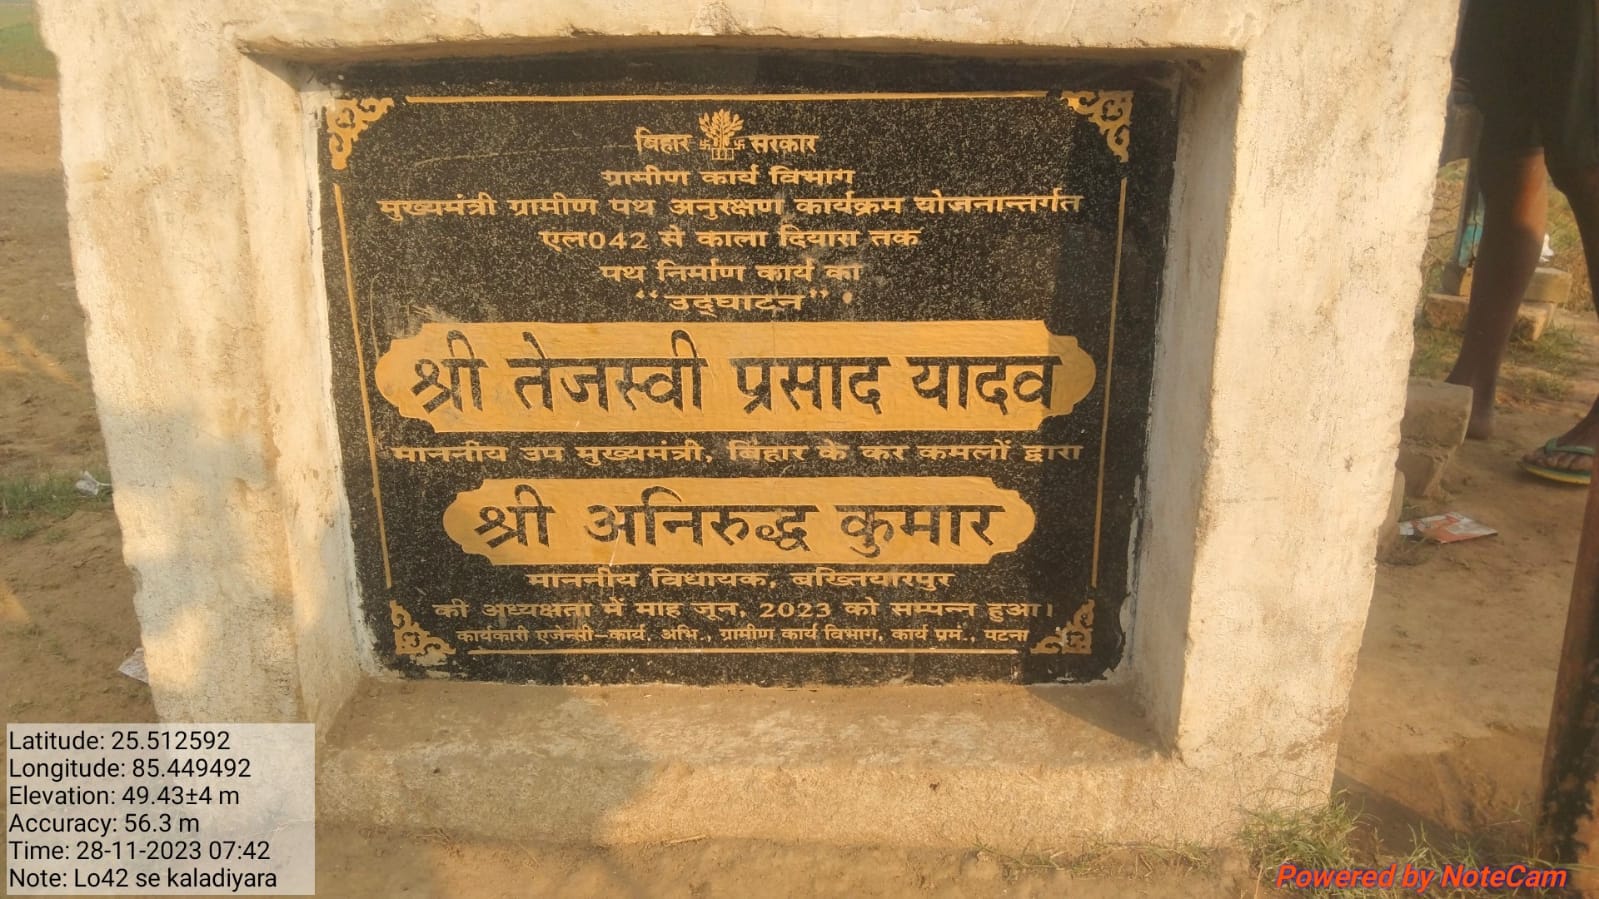 बिहार सरकार
ग्रामीण कार्य विभाग
मुख्यमंत्री ग्रामीण पथ अनुरक्षण कार्यक्रम योजनान्तर्गत
एल042 से काला दियारा तक
पथ निर्माण कार्य का
“उद्घाटन”
श्री तेजस्वी प्रसाद यादव
माननीय उप मुख्यमंत्री, बिहार के कर कमलों द्वारा
श्री अनिरुद्ध कुमार
माननीय विधायक, बख्तियारपुर
की अध्यक्षता में माह जून, 2023 को सम्पन्न हुआ।
कार्यकारी एजेन्सी–कार्य. अभि., ग्रामीण कार्य विभाग, कार्य प्रमं., पटना
Latitude: 25.512592
Longitude: 85.449492
Elevation: 49.43±4 m
Accuracy: 56.3 m
Time: 28-11-2023 07:42
Note: Lo42 se kaladiyara
Powered by NoteCam